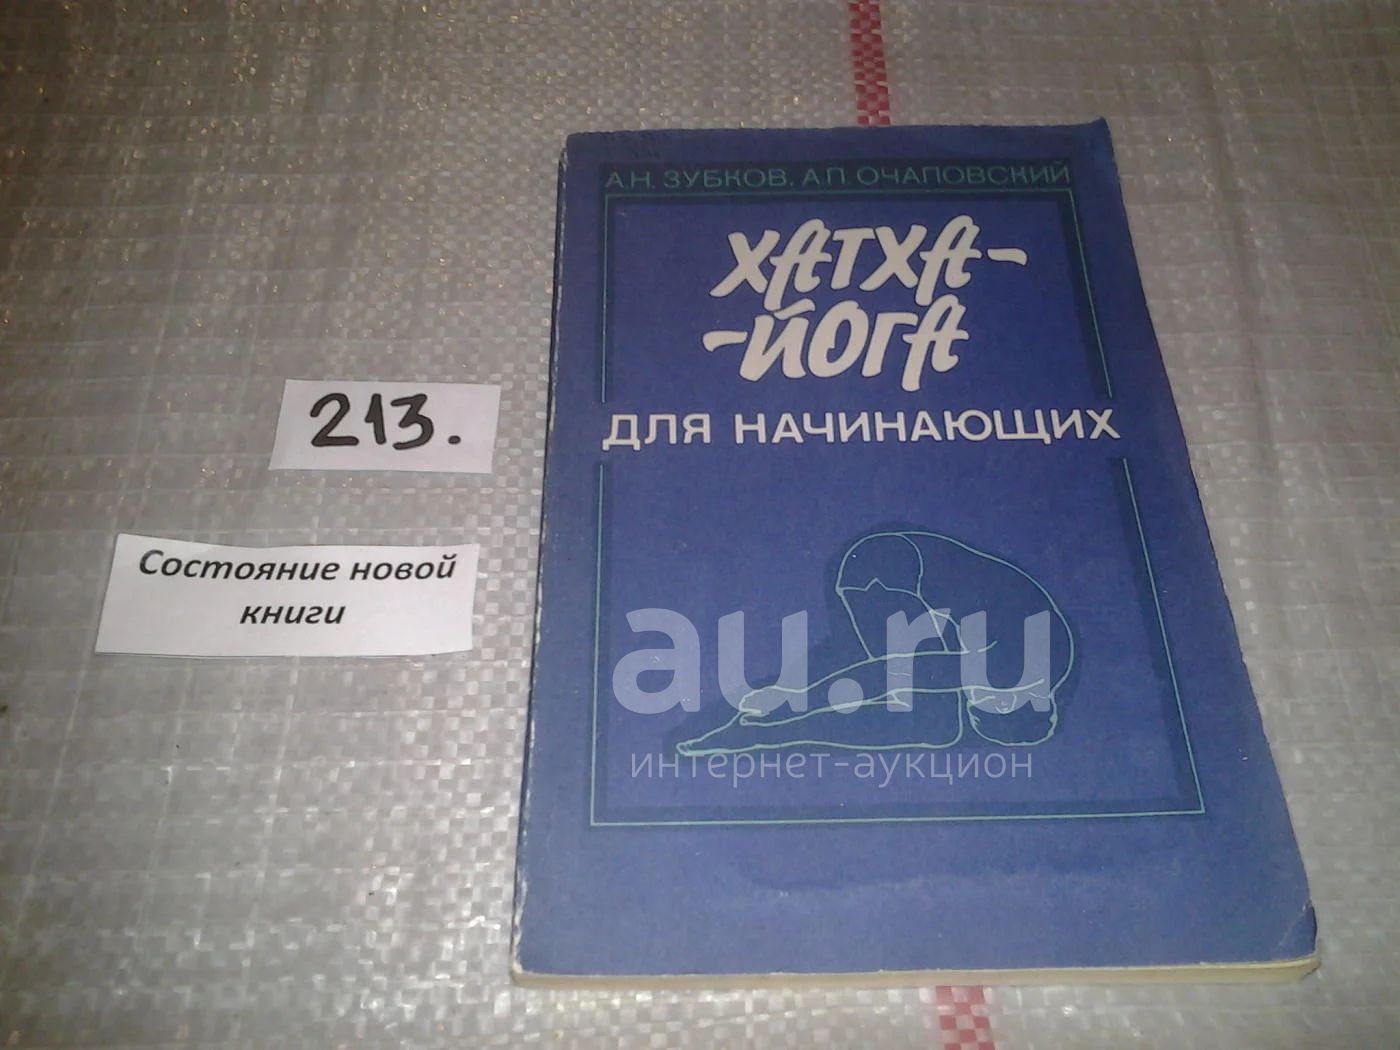 А.Н. ЗУБКОВ, А.П. ОЧАПОВСКИЙ
ХАТХА-
-ЙОГА
ДЛЯ НАЧИНАЮЩИХ
213.
Состояние новой
книги
au.ru
интернет-аукцион